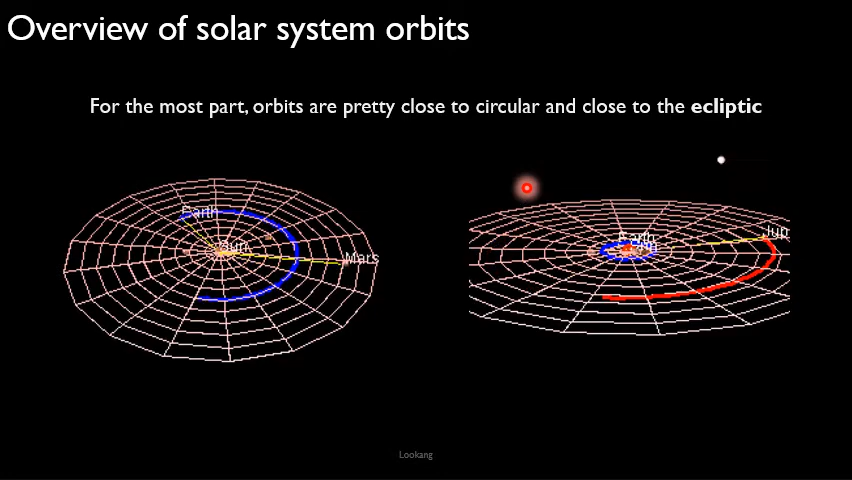 Overview of solar system orbits
For the most part, orbits are pretty close to circular and close to the ecliptic
Earth
Sun
Mars
Earth
Sun
Jup
Lookang